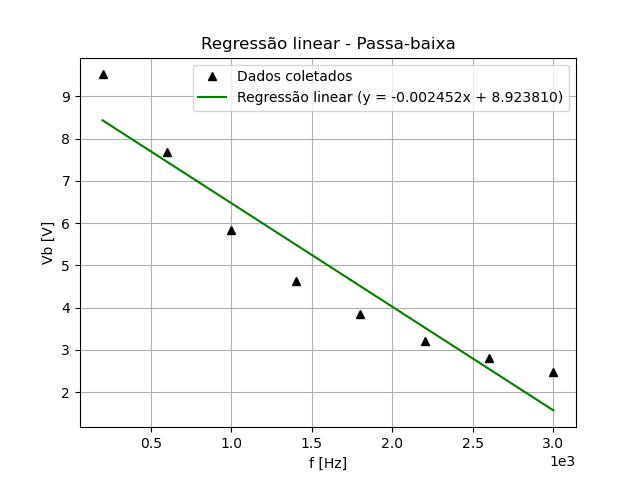 Regressão linear - Passa-baixa
Dados coletados
Regressão linear (y = -0.002452x + 8.923810)
Vb [V]
9
8
7
6
5
4
3
2
0.5 1.0 1.5 2.0 2.5 3.0
1e3
f [Hz]